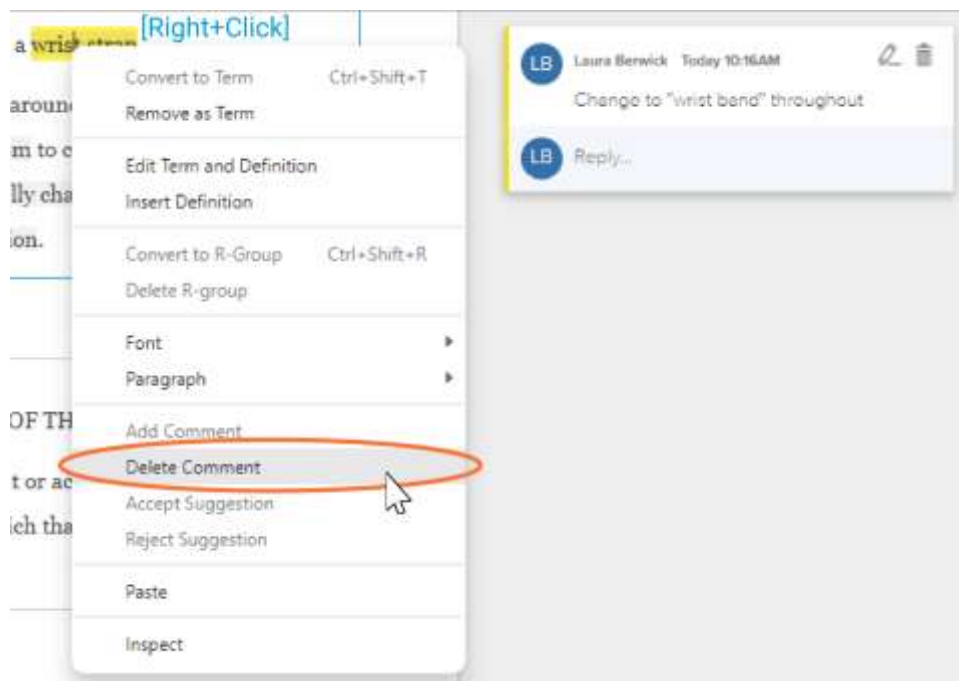 [Right+Click]
a wrist strap
Convert to Term Ctrl+Shift+T
Remove as Term
Edit Term and Definition
Insert Definition
Convert to R-Group Ctrl+Shift+R
Delete R-group
Font
Paragraph
Add Comment
Delete Comment
Accept Suggestion
Reject Suggestion
Paste
Inspect
aroun
m to c
lly cha
ion.
OF TH
t or ac
ich tha
LB Laura Berwick Today 10:16AM
Change to "wrist band" throughout
LB Reply...